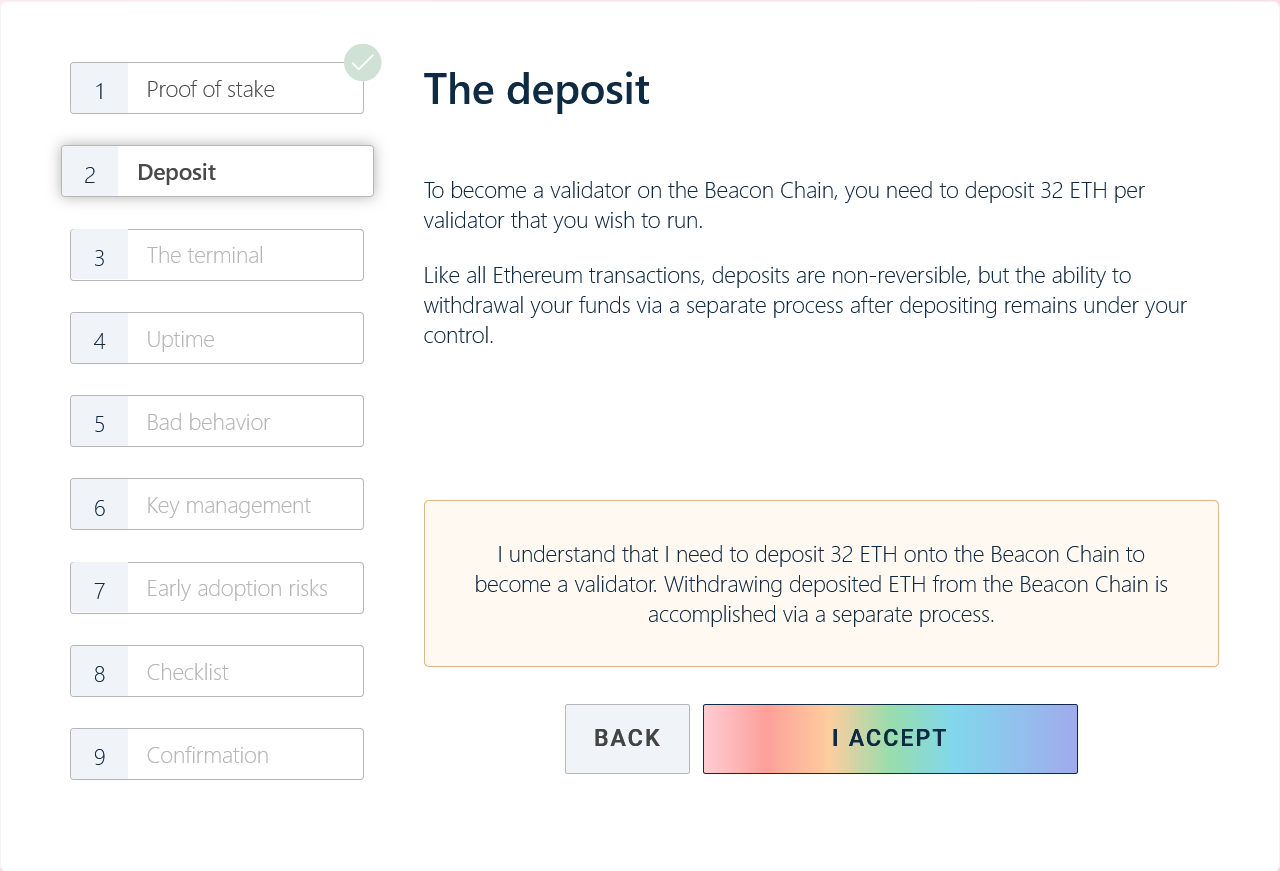 1 Proof of stake
2 Deposit
3 The terminal
4 Uptime
5 Bad behavior
6 Key management
7 Early adoption risks
8 Checklist
9 Confirmation
The deposit
To become a validator on the Beacon Chain, you need to deposit 32 ETH per
validator that you wish to run.
Like all Ethereum transactions, deposits are non-reversible, but the ability to
withdrawal your funds via a separate process after depositing remains under your
control.
I understand that I need to deposit 32 ETH onto the Beacon Chain to
become a validator. Withdrawing deposited ETH from the Beacon Chain is
accomplished via a separate process.
BACK
I ACCEPT